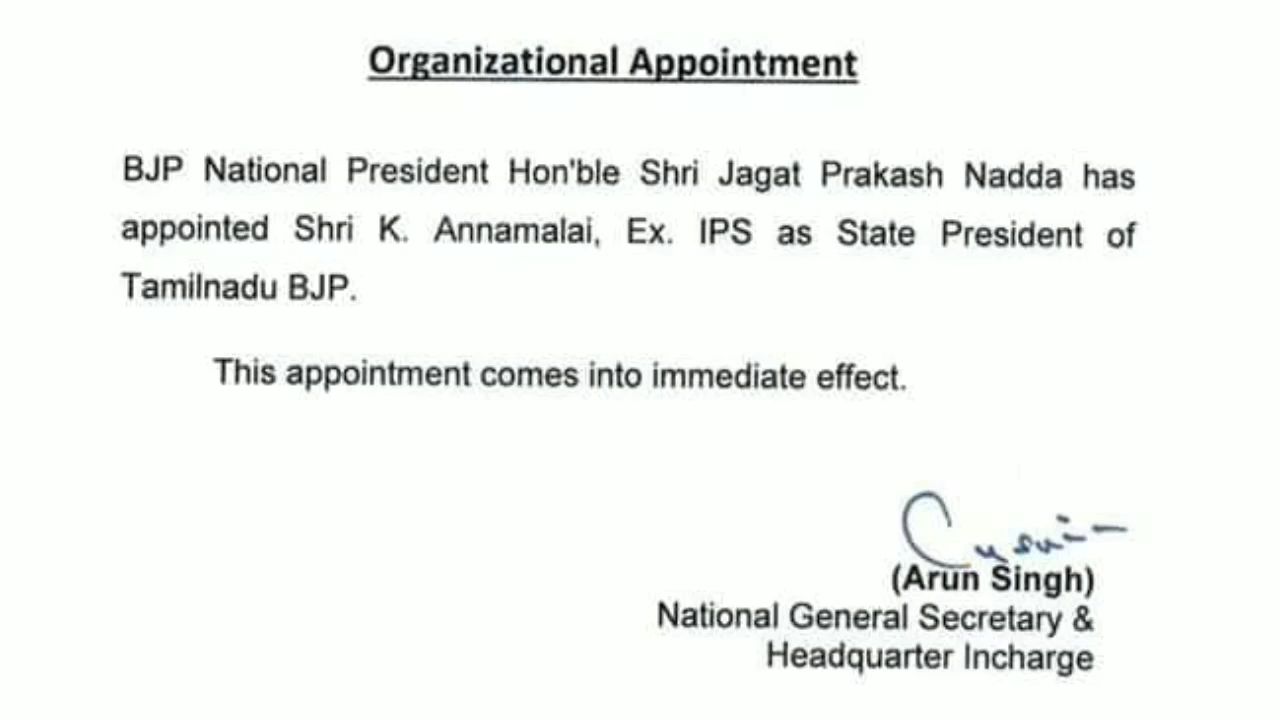 Organizational Appointment
BJP National President Hon'ble Shri Jagat Prakash Nadda has
appointed Shri K. Annamalai, Ex. IPS as State President of
Tamilnadu BJP.
This appointment comes into immediate effect.
(Arun Singh)
National General Secretary &
Headquarter Incharge